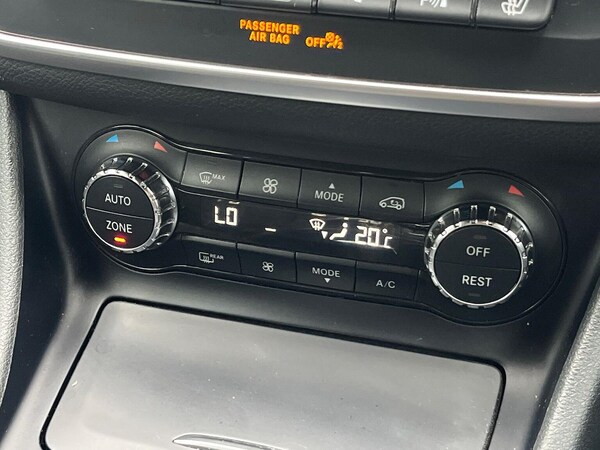 PASSENGER
AIR BAG OFF
MAX
MODE
AUTO
ZONE
LO - 20°c
OFF
REST
REAR
MODE
A/C